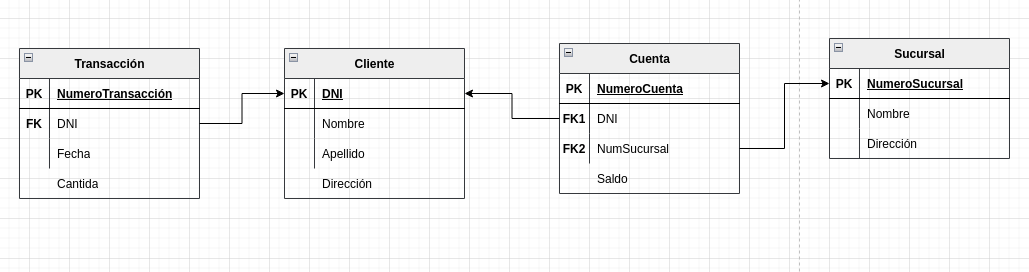 Transacción
PK NumeroTransacción
FK DNI
Fecha
Cantida
Cliente
PK DNI
Nombre
Apellido
Dirección
Cuenta
PK NumeroCuenta
FK1 DNI
FK2 NumSucursal
Saldo
Sucursal
PK NumeroSucursal
Nombre
Dirección